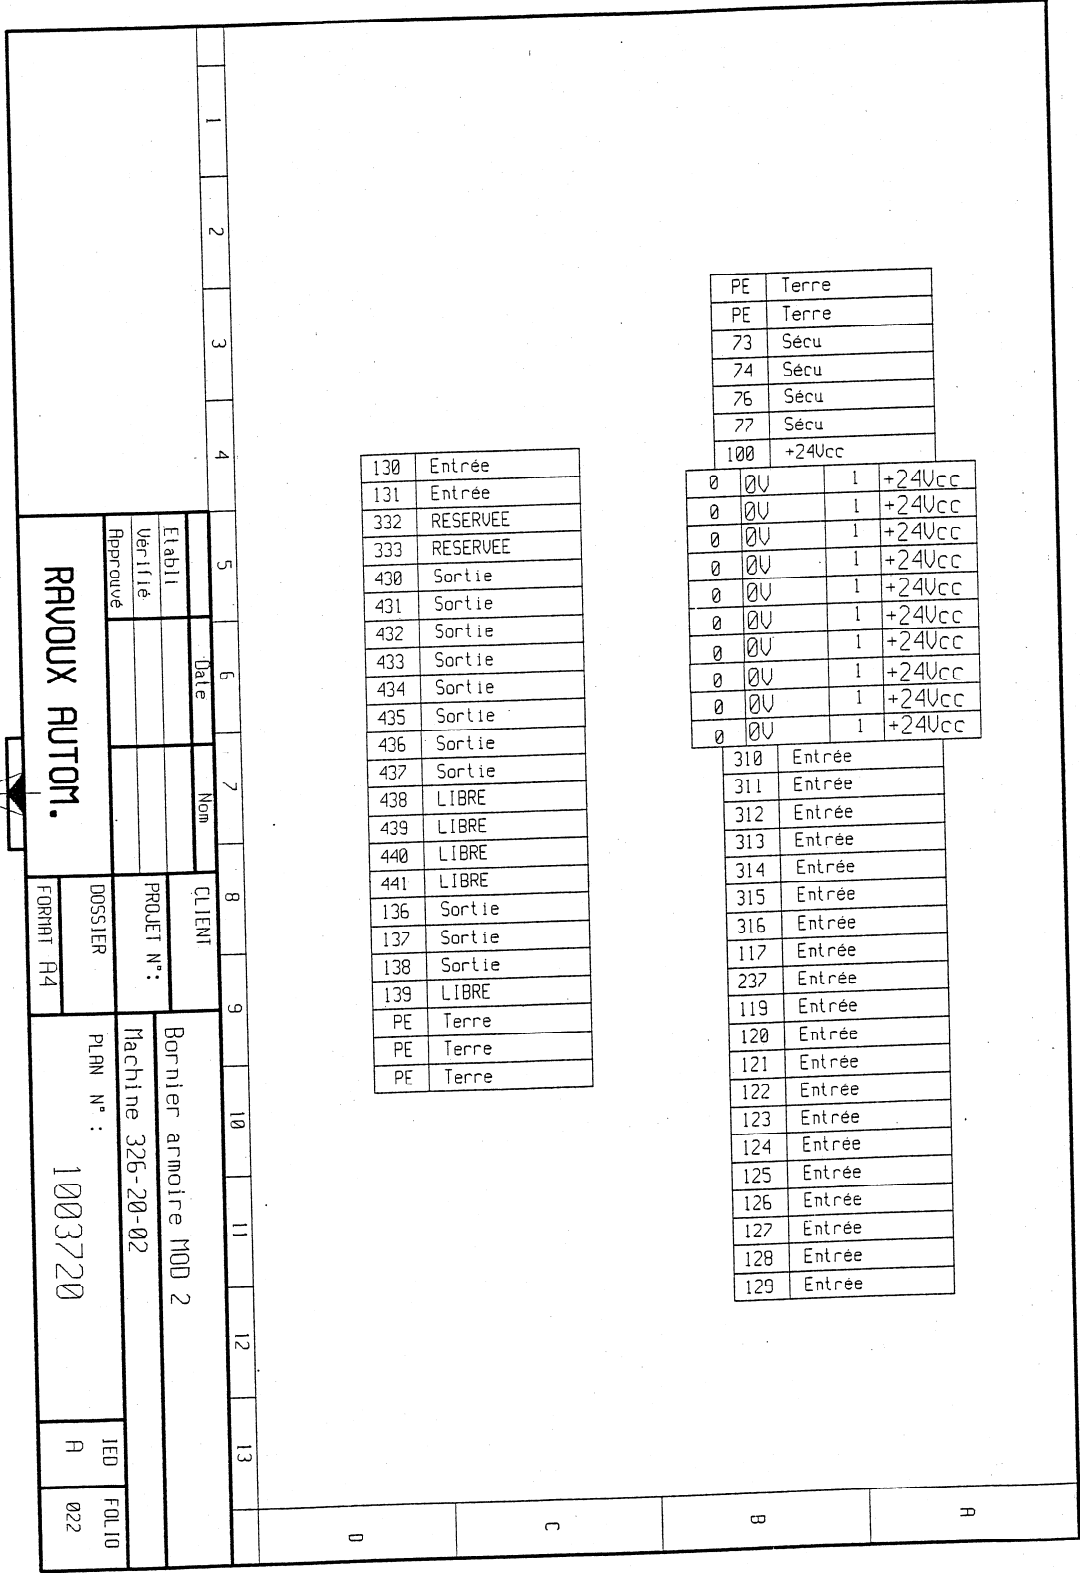 PE Terre
PE Terre
73 Sécu
74 Sécu
76 Sécu
77 Sécu
100 +24Vcc
0 0V 1 +24Vcc
0 0V 1 +24Vcc
0 0V 1 +24Vcc
0 0V 1 +24Vcc
0 0V 1 +24Vcc
0 0V 1 +24Vcc
0 0V 1 +24Vcc
0 0V 1 +24Vcc
0 0V 1 +24Vcc
0 0V 1 +24Vcc
310 Entrée
311 Entrée
312 Entrée
313 Entrée
314 Entrée
315 Entrée
316 Entrée
117 Entrée
237 Entrée
119 Entrée
120 Entrée
121 Entrée
122 Entrée
123 Entrée
124 Entrée
125 Entrée
126 Entrée
127 Entrée
128 Entrée
129 Entrée
130 Entrée
131 Entrée
332 RESERVEE
333 RESERVEE
430 Sortie
431 Sortie
432 Sortie
433 Sortie
434 Sortie
435 Sortie
436 Sortie
437 Sortie
438 LIBRE
439 LIBRE
440 LIBRE
441 LIBRE
136 Sortie
137 Sortie
138 Sortie
139 LIBRE
PE Terre
PE Terre
PE Terre
A
B
C
D
1 2 3 4 5 6 7 8 9 10 11 12 13
Date Nom
Etabli
Vérifié
Approuvé
RAVOUX AUTOM.
CLIENT
PROJET N°:
DOSSIER
FORMAT A4
Bornier armoire MOD 2
Machine 326-20-02
PLAN N° :
1003720
IED
A
FOLIO
022